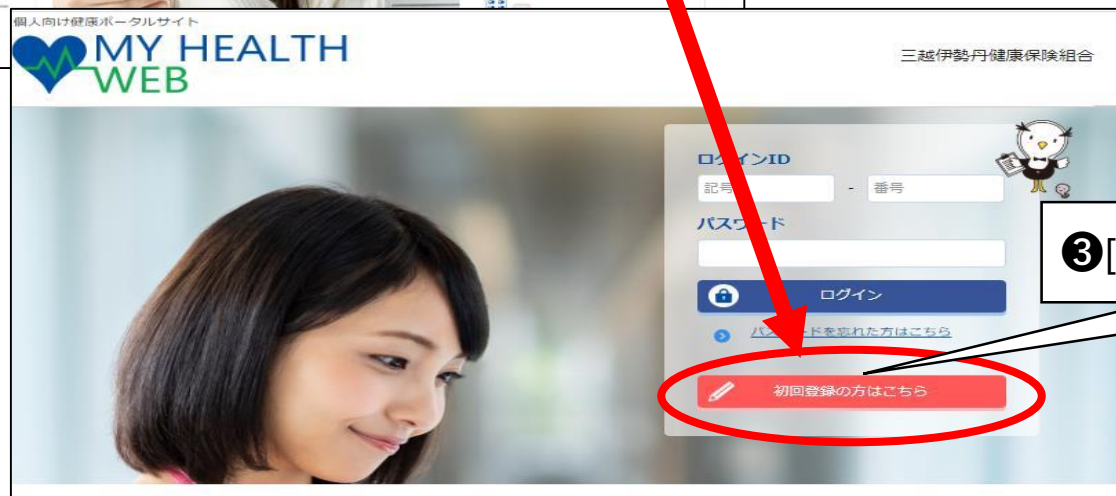 個人向け健康ポータルサイト
MY HEALTH
WEB
三越伊勢丹健康保険組合
ログインID
記号 - 番号
パスワード
❸[
ログイン
パスワードを忘れた方はこちら
初回登録の方はこちら